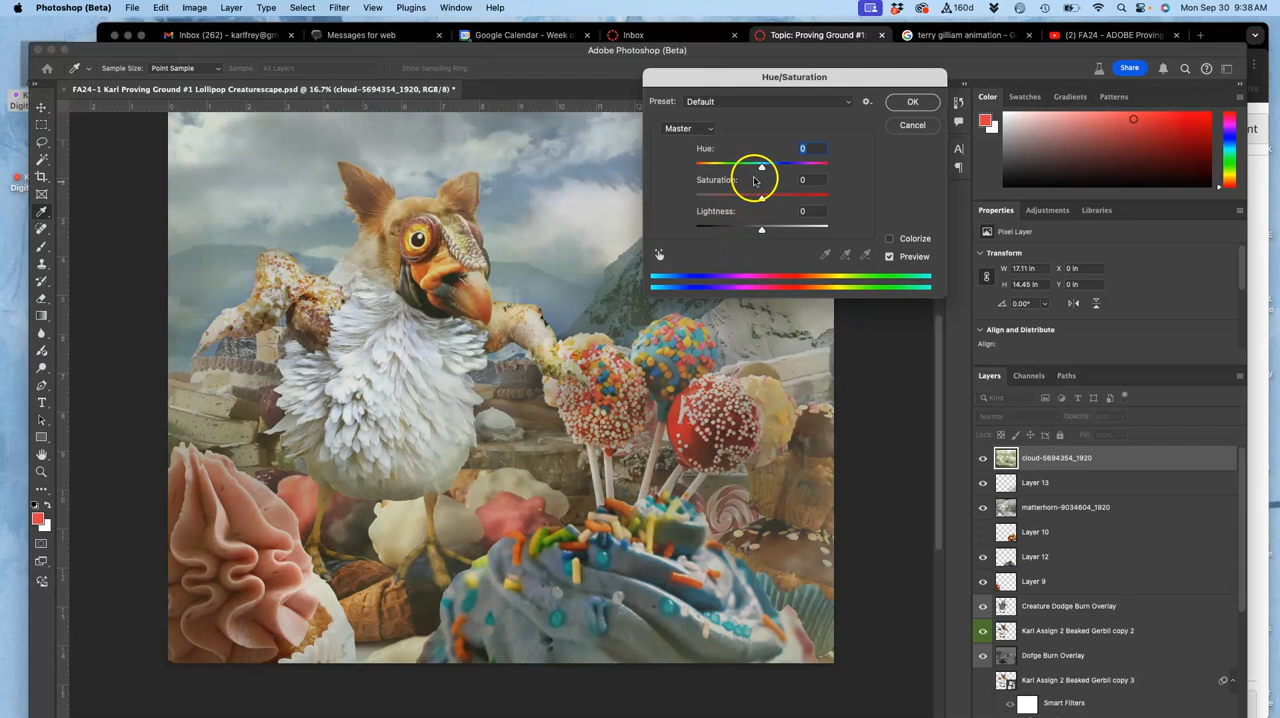 Photoshop (Beta) File Edit Image Layer Type Select Filter View Plugins Window Help 160d Mon Sep 30 9:38 AM
Inbox (262) - karlfrey@gmail.c Messages for web Google Calendar - Week o Inbox Topic: Proving Ground #1: terry gilliam animation - G (2) FA24 - ADOBE Proving
Adobe Photoshop (Beta)
Sample Size: Point Sample Sample: All Layers Show Sampling Ring Share
FA24-1 Karl Proving Ground #1 Lollipop Creaturescape.psd @ 16.7% (cloud-5694354_1920, RGB/8) *
Hue/Saturation
Preset: Default OK
Master Cancel
Hue: 0
Saturation: 0
Lightness: 0
Colorize
Preview
Color Swatches Gradients Patterns
Properties Adjustments Libraries
Pixel Layer
Transform
W 17.11 in X 0 in
H 14.45 in Y 0 in
0.00°
Align and Distribute
Align:
Layers Channels Paths
Kind
Normal Opacity:
Lock: Fill:
cloud-5694354_1920
Layer 13
matterhorn-9034604_1920
Layer 10
Layer 12
Layer 9
Creature Dodge Burn Overlay
Karl Assign 2 Beaked Gerbil copy 2
Dofge Burn Overlay
Karl Assign 2 Beaked Gerbil copy 3
Smart Filters